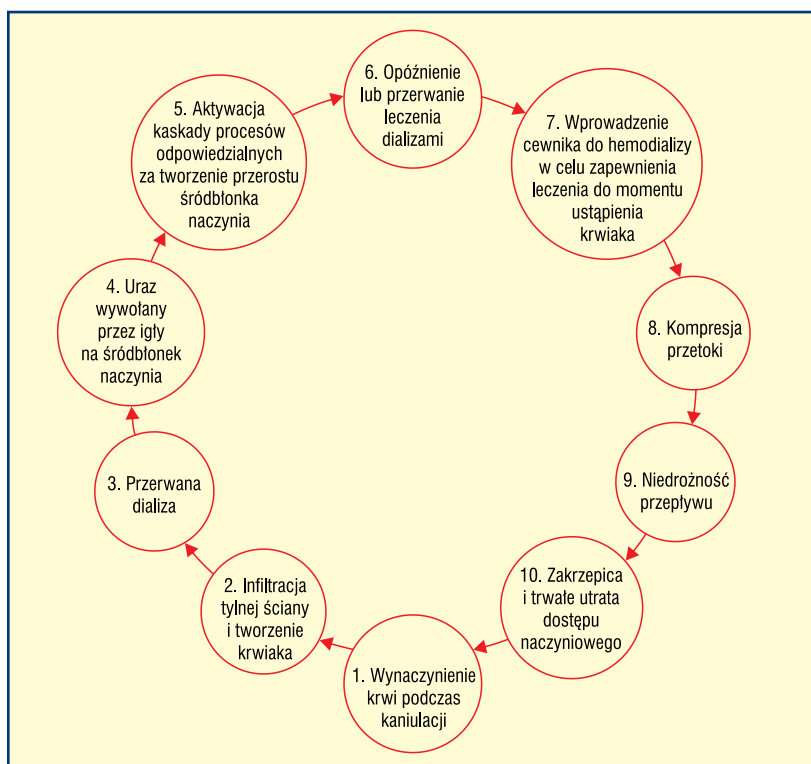 1. Wynaczynienie
krwi podczas
kaniulacji
2. Infiltracja
tylnej ściany
i tworzenie
krwiaka
3. Przerwana
dializa
4. Uraz
wywołany
przez igły
na śródbłonek
naczynia
5. Aktywacja
kaskady procesów
odpowiedzialnych
za tworzenie przerostu
śródbłonka
naczynia
6. Opóźnienie
lub przerwanie
leczenia
dializami
7. Wprowadzenie
cewnika do hemodializy
w celu zapewnienia
leczenia do momentu
ustąpienia
krwiaka
8. Kompresja
przetoki
9. Niedrożność
przepływu
10. Zakrzepica
i trwałe utrata
dostępu
naczyniowego